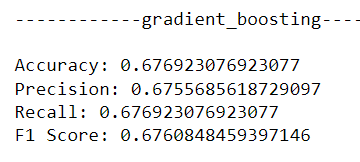 ------------gradient_boosting----
Accuracy: 0.676923076923077
Precision: 0.6755685618729097
Recall: 0.676923076923077
F1 Score: 0.6760848459397146